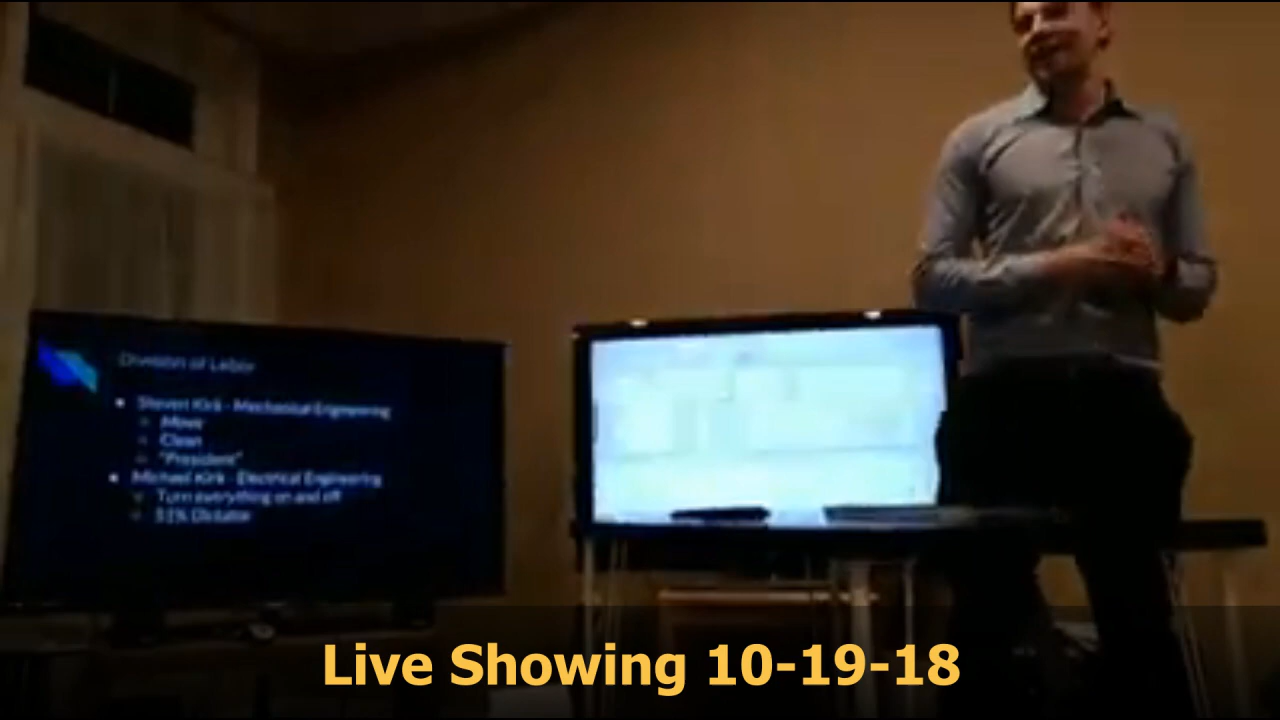 Division of Labor
Steven Kirk - Mechanical Engineering
Move
Clean
"President"
Michael Kirk - Electrical Engineering
Turn everything on and off
51% Dictator
Live Showing 10-19-18